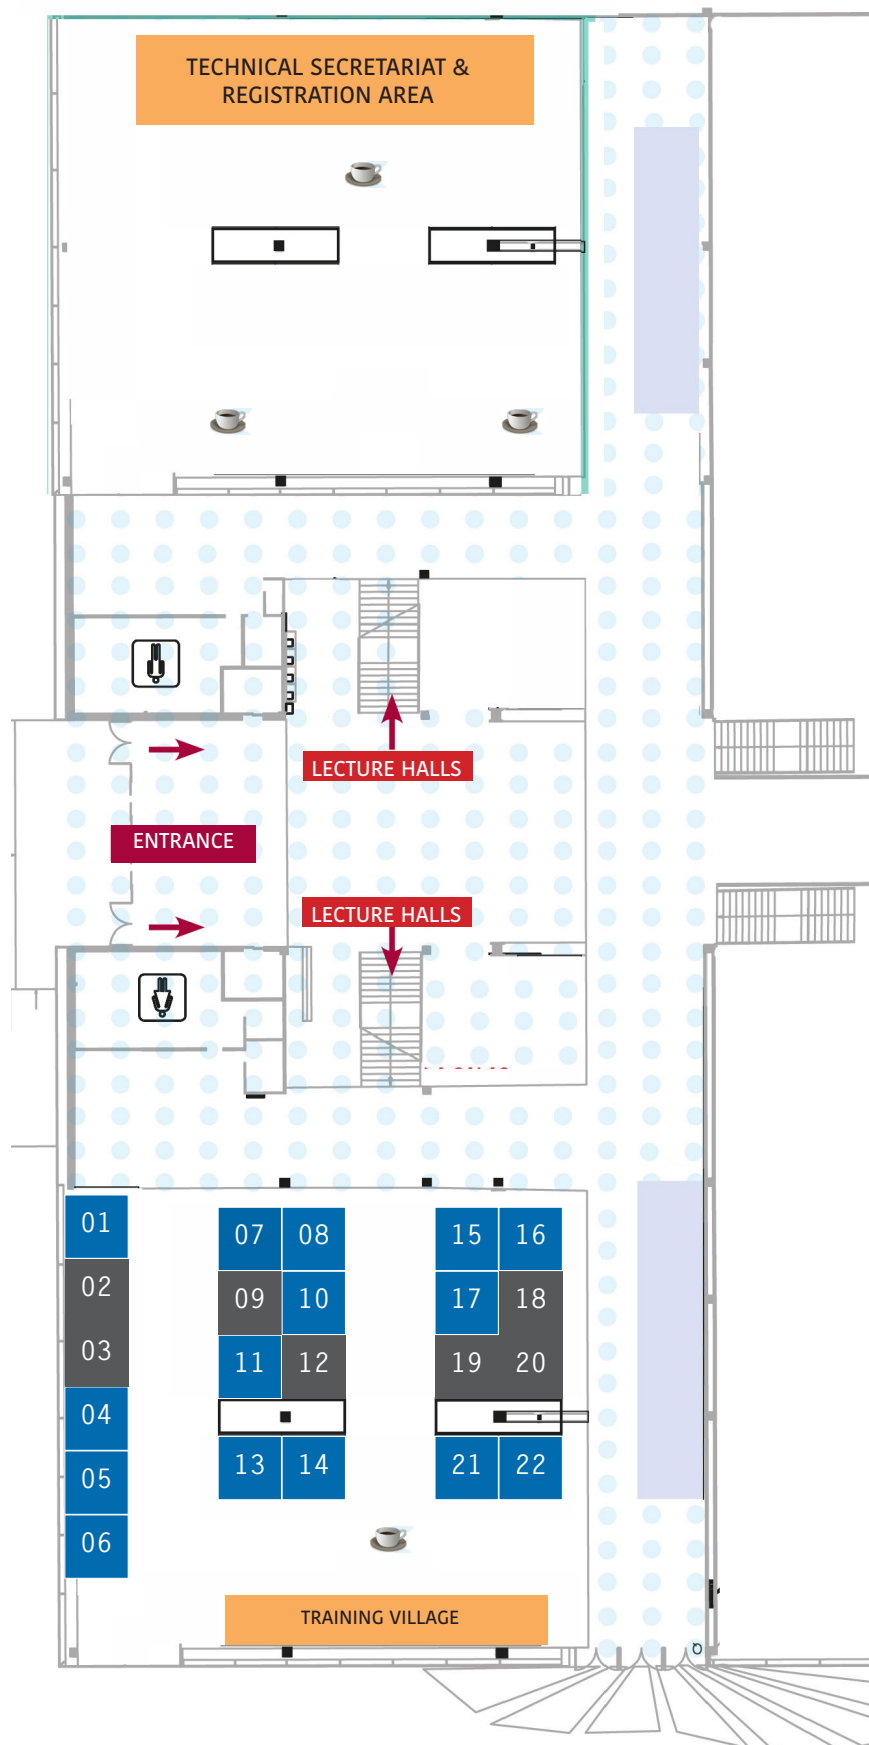 TECHNICAL SECRETARIAT &
REGISTRATION AREA
LECTURE HALLS
ENTRANCE
LECTURE HALLS
01
02
03
04
05
06
07 08
09 10
11 12
13 14
15 16
17 18
19 20
21 22
TRAINING VILLAGE